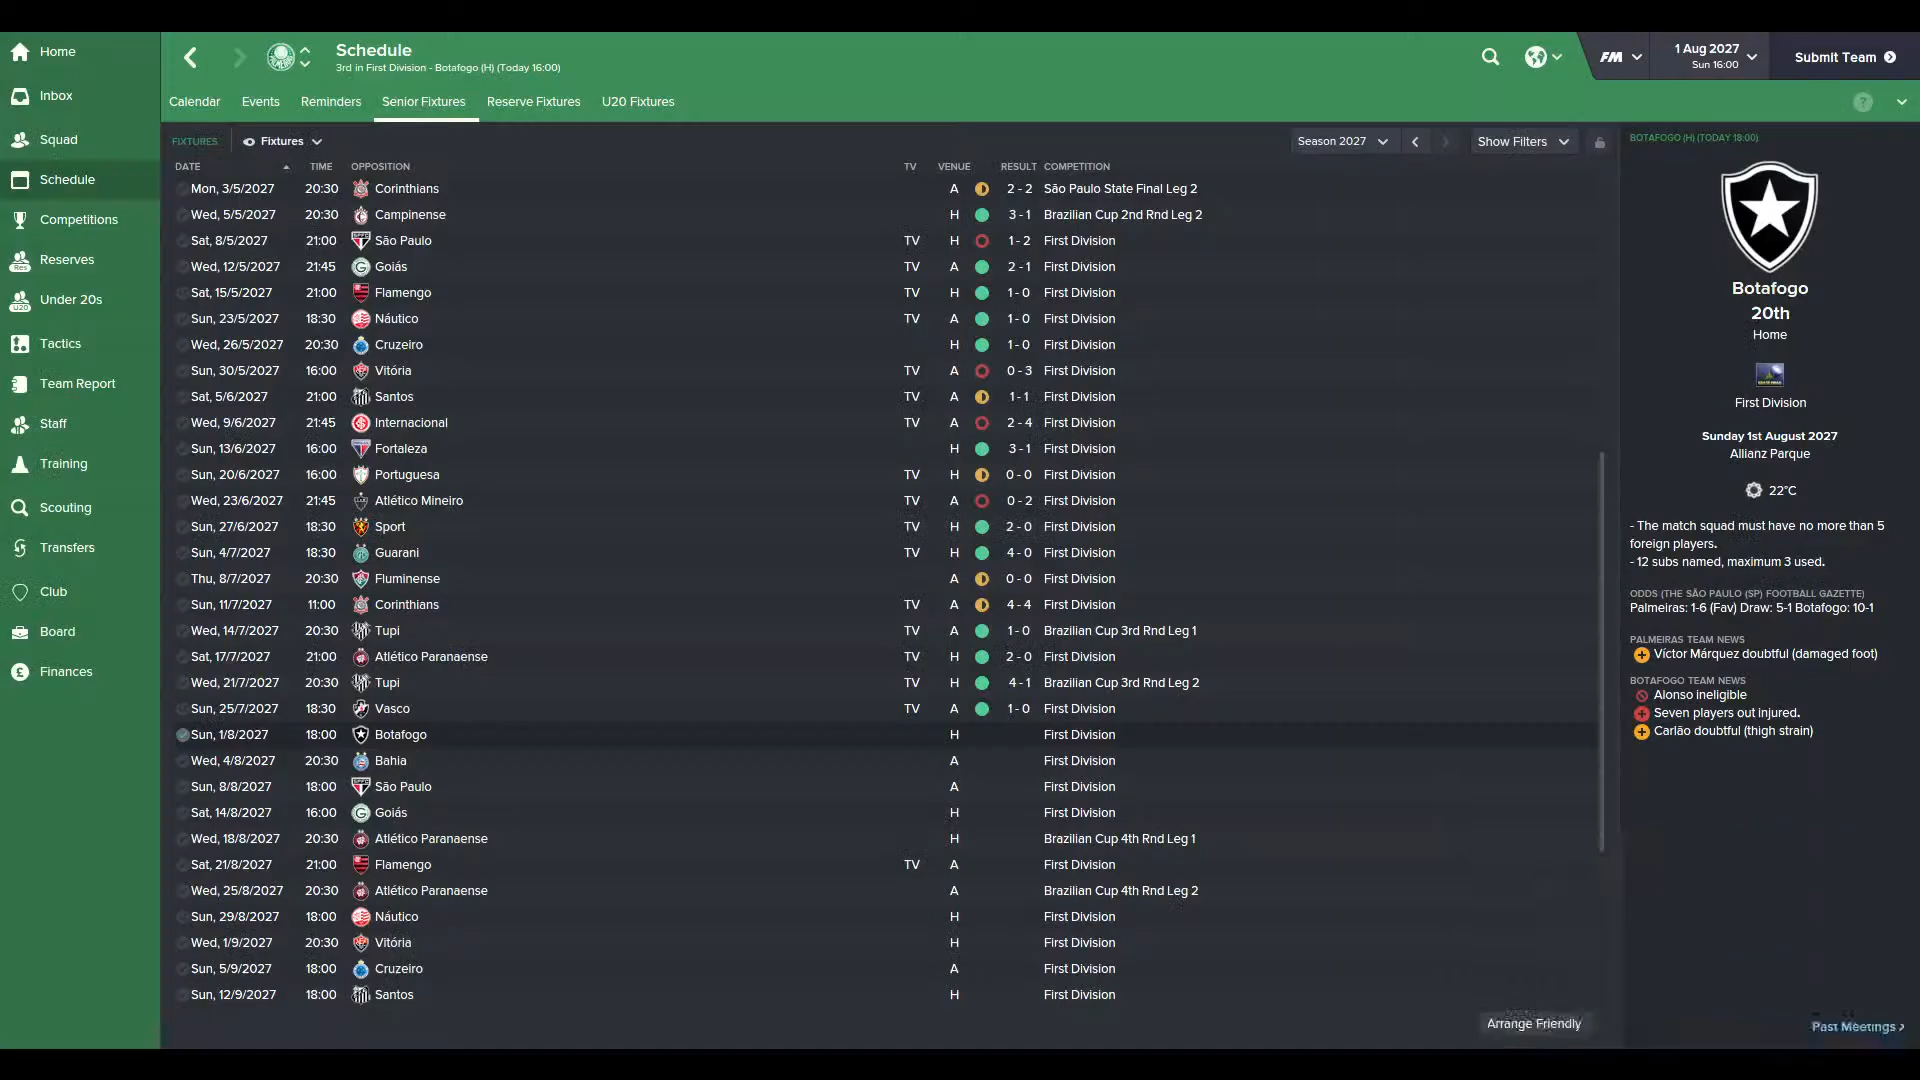 Home
Inbox
Squad
Schedule
Competitions
Reserves
Under 20s
Tactics
Team Report
Staff
Training
Scouting
Transfers
Club
Board
Finances
Schedule
3rd in First Division - Botafogo (H) (Today 16:00)
FM
1 Aug 2027
Sun 16:00
Submit Team
Calendar Events Reminders Senior Fixtures Reserve Fixtures U20 Fixtures
FIXTURES Fixtures Season 2027 Show Filters
DATE TIME OPPOSITION TV VENUE RESULT COMPETITION
Mon, 3/5/2027 20:30 Corinthians A 2 - 2 São Paulo State Final Leg 2
Wed, 5/5/2027 20:30 Campinense H 3 - 1 Brazilian Cup 2nd Rnd Leg 2
Sat, 8/5/2027 21:00 São Paulo TV H 1 - 2 First Division
Wed, 12/5/2027 21:45 Goiás TV A 2 - 1 First Division
Sat, 15/5/2027 21:00 Flamengo TV H 1 - 0 First Division
Sun, 23/5/2027 18:30 Náutico TV A 1 - 0 First Division
Wed, 26/5/2027 20:30 Cruzeiro H 1 - 0 First Division
Sun, 30/5/2027 16:00 Vitória TV A 0 - 3 First Division
Sat, 5/6/2027 21:00 Santos TV A 1 - 1 First Division
Wed, 9/6/2027 21:45 Internacional TV A 2 - 4 First Division
Sun, 13/6/2027 16:00 Fortaleza H 3 - 1 First Division
Sun, 20/6/2027 16:00 Portuguesa TV H 0 - 0 First Division
Wed, 23/6/2027 21:45 Atlético Mineiro TV A 0 - 2 First Division
Sun, 27/6/2027 18:30 Sport TV H 2 - 0 First Division
Sun, 4/7/2027 18:30 Guarani TV H 4 - 0 First Division
Thu, 8/7/2027 20:30 Fluminense A 0 - 0 First Division
Sun, 11/7/2027 11:00 Corinthians TV A 4 - 4 First Division
Wed, 14/7/2027 20:30 Tupi TV A 1 - 0 Brazilian Cup 3rd Rnd Leg 1
Sat, 17/7/2027 21:00 Atlético Paranaense TV H 2 - 0 First Division
Wed, 21/7/2027 20:30 Tupi TV H 4 - 1 Brazilian Cup 3rd Rnd Leg 2
Sun, 25/7/2027 18:30 Vasco TV A 1 - 0 First Division
Sun, 1/8/2027 18:00 Botafogo H First Division
Wed, 4/8/2027 20:30 Bahia A First Division
Sun, 8/8/2027 18:00 São Paulo A First Division
Sat, 14/8/2027 16:00 Goiás H First Division
Wed, 18/8/2027 20:30 Atlético Paranaense H Brazilian Cup 4th Rnd Leg 1
Sat, 21/8/2027 21:00 Flamengo TV A First Division
Wed, 25/8/2027 20:30 Atlético Paranaense A Brazilian Cup 4th Rnd Leg 2
Sun, 29/8/2027 18:00 Náutico H First Division
Wed, 1/9/2027 20:30 Vitória H First Division
Sun, 5/9/2027 18:00 Cruzeiro A First Division
Sun, 12/9/2027 18:00 Santos H First Division
Arrange Friendly
BOTAFOGO (H) (TODAY 18:00)
Botafogo
20th
Home
First Division
Sunday 1st August 2027
Allianz Parque
22°C
- The match squad must have no more than 5
foreign players.
- 12 subs named, maximum 3 used.
ODDS (THE SÃO PAULO (SP) FOOTBALL GAZETTE)
Palmeiras: 1-6 (Fav) Draw: 5-1 Botafogo: 10-1
PALMEIRAS TEAM NEWS
Víctor Márquez doubtful (damaged foot)
BOTAFOGO TEAM NEWS
Alonso ineligible
Seven players out injured.
Carlão doubtful (thigh strain)
Past Meetings >